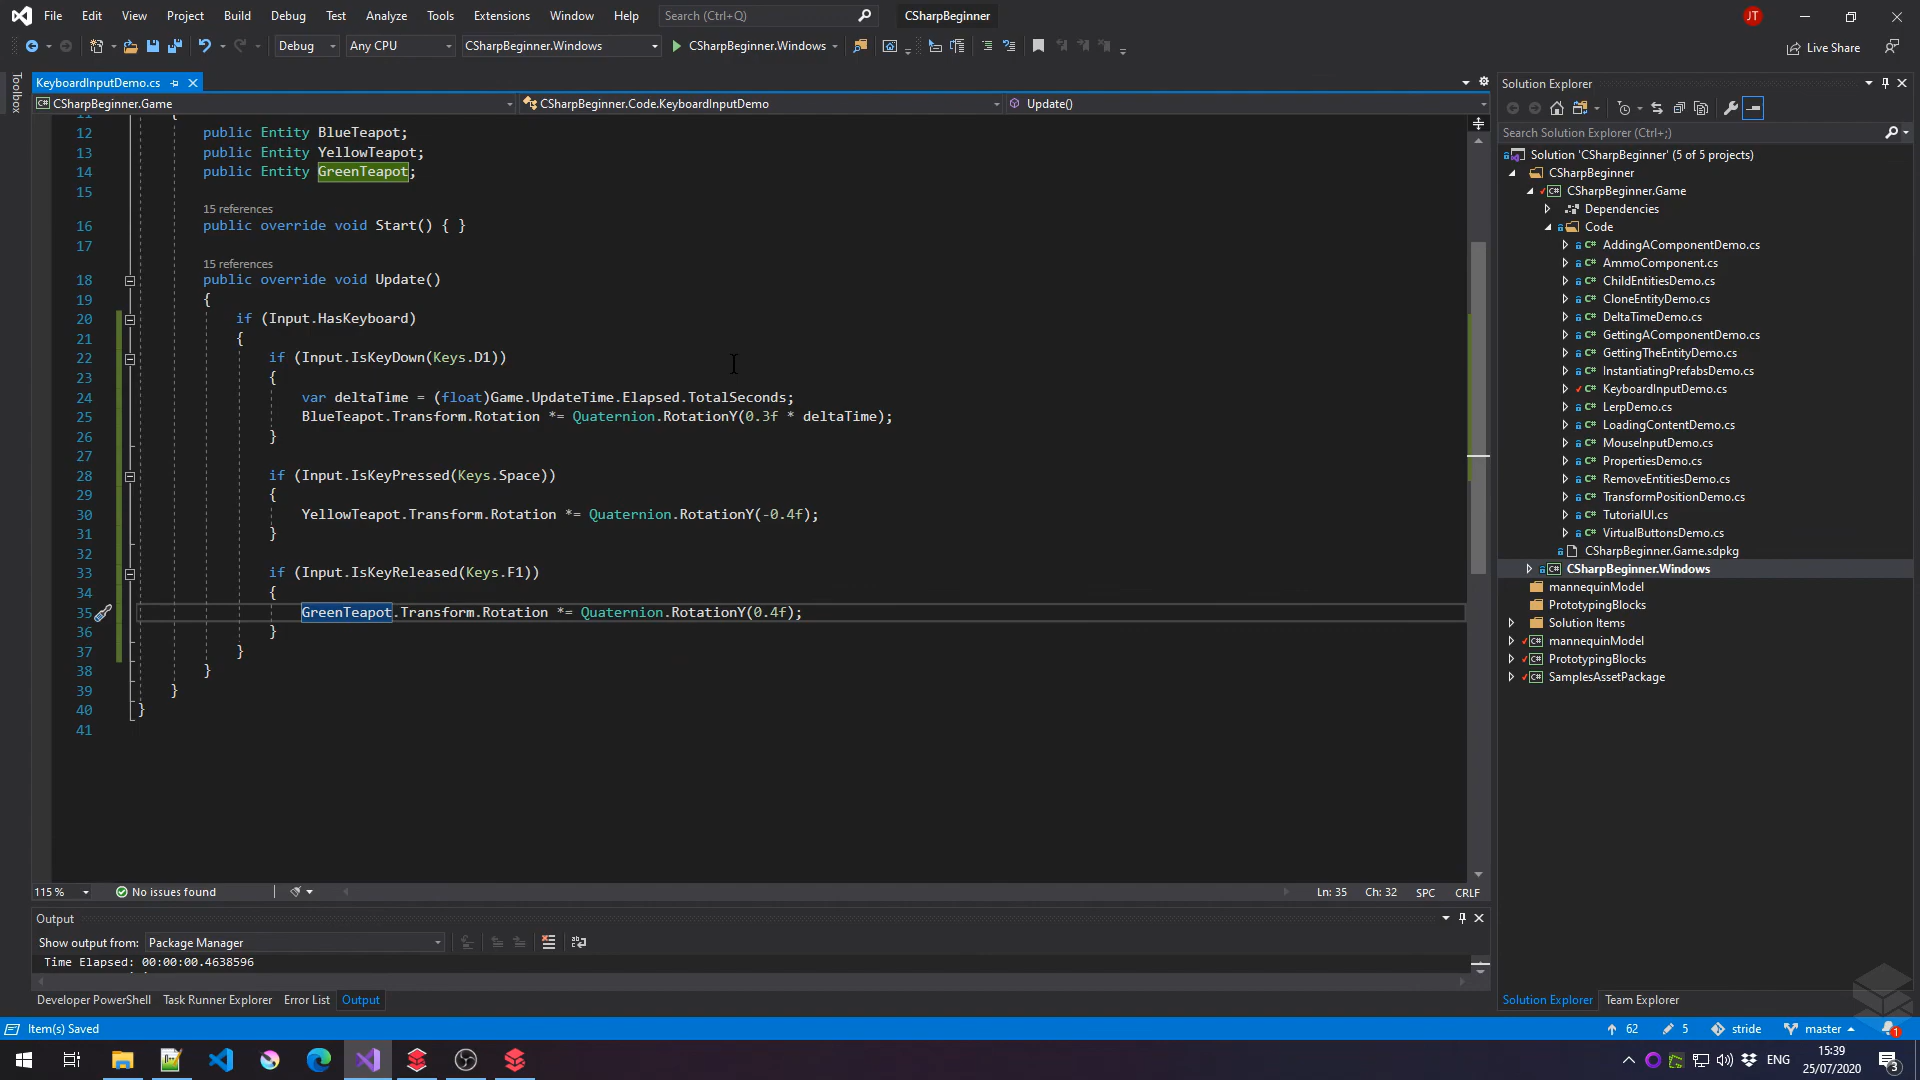 File Edit View Project Build Debug Test Analyze Tools Extensions Window Help Search (Ctrl+Q) CSharpBeginner JT
Debug Any CPU CSharpBeginner.Windows CSharpBeginner.Windows Live Share
Toolbox
KeyboardInputDemo.cs
CSharpBeginner.Game CSharpBeginner.Code.KeyboardInputDemo Update()
11 {
12 public Entity BlueTeapot;
13 public Entity YellowTeapot;
14 public Entity GreenTeapot;
15
15 references
16 public override void Start() { }
17
15 references
18 public override void Update()
19 {
20 if (Input.HasKeyboard)
21 {
22 if (Input.IsKeyDown(Keys.D1))
23 {
24 var deltaTime = (float)Game.UpdateTime.Elapsed.TotalSeconds;
25 BlueTeapot.Transform.Rotation *= Quaternion.RotationY(0.3f * deltaTime);
26 }
27
28 if (Input.IsKeyPressed(Keys.Space))
29 {
30 YellowTeapot.Transform.Rotation *= Quaternion.RotationY(-0.4f);
31 }
32
33 if (Input.IsKeyReleased(Keys.F1))
34 {
35 GreenTeapot.Transform.Rotation *= Quaternion.RotationY(0.4f);
36 }
37 }
38 }
39 }
40 }
41
115 % No issues found Ln: 35 Ch: 32 SPC CRLF
Output
Show output from: Package Manager
Time Elapsed: 00:00:00.4638596
Developer PowerShell Task Runner Explorer Error List Output
Solution Explorer
Search Solution Explorer (Ctrl+;)
Solution 'CSharpBeginner' (5 of 5 projects)
CSharpBeginner
CSharpBeginner.Game
Dependencies
Code
AddingAComponentDemo.cs
AmmoComponent.cs
ChildEntitiesDemo.cs
CloneEntityDemo.cs
DeltaTimeDemo.cs
GettingAComponentDemo.cs
GettingTheEntityDemo.cs
InstantiatingPrefabsDemo.cs
KeyboardInputDemo.cs
LerpDemo.cs
LoadingContentDemo.cs
MouseInputDemo.cs
PropertiesDemo.cs
RemoveEntitiesDemo.cs
TransformPositionDemo.cs
TutorialUI.cs
VirtualButtonsDemo.cs
CSharpBeginner.Game.sdpkg
CSharpBeginner.Windows
mannequinModel
PrototypingBlocks
Solution Items
mannequinModel
PrototypingBlocks
SamplesAssetPackage
Solution Explorer Team Explorer
Item(s) Saved 62 5 stride master 1
ENG 15:39
25/07/2020 3